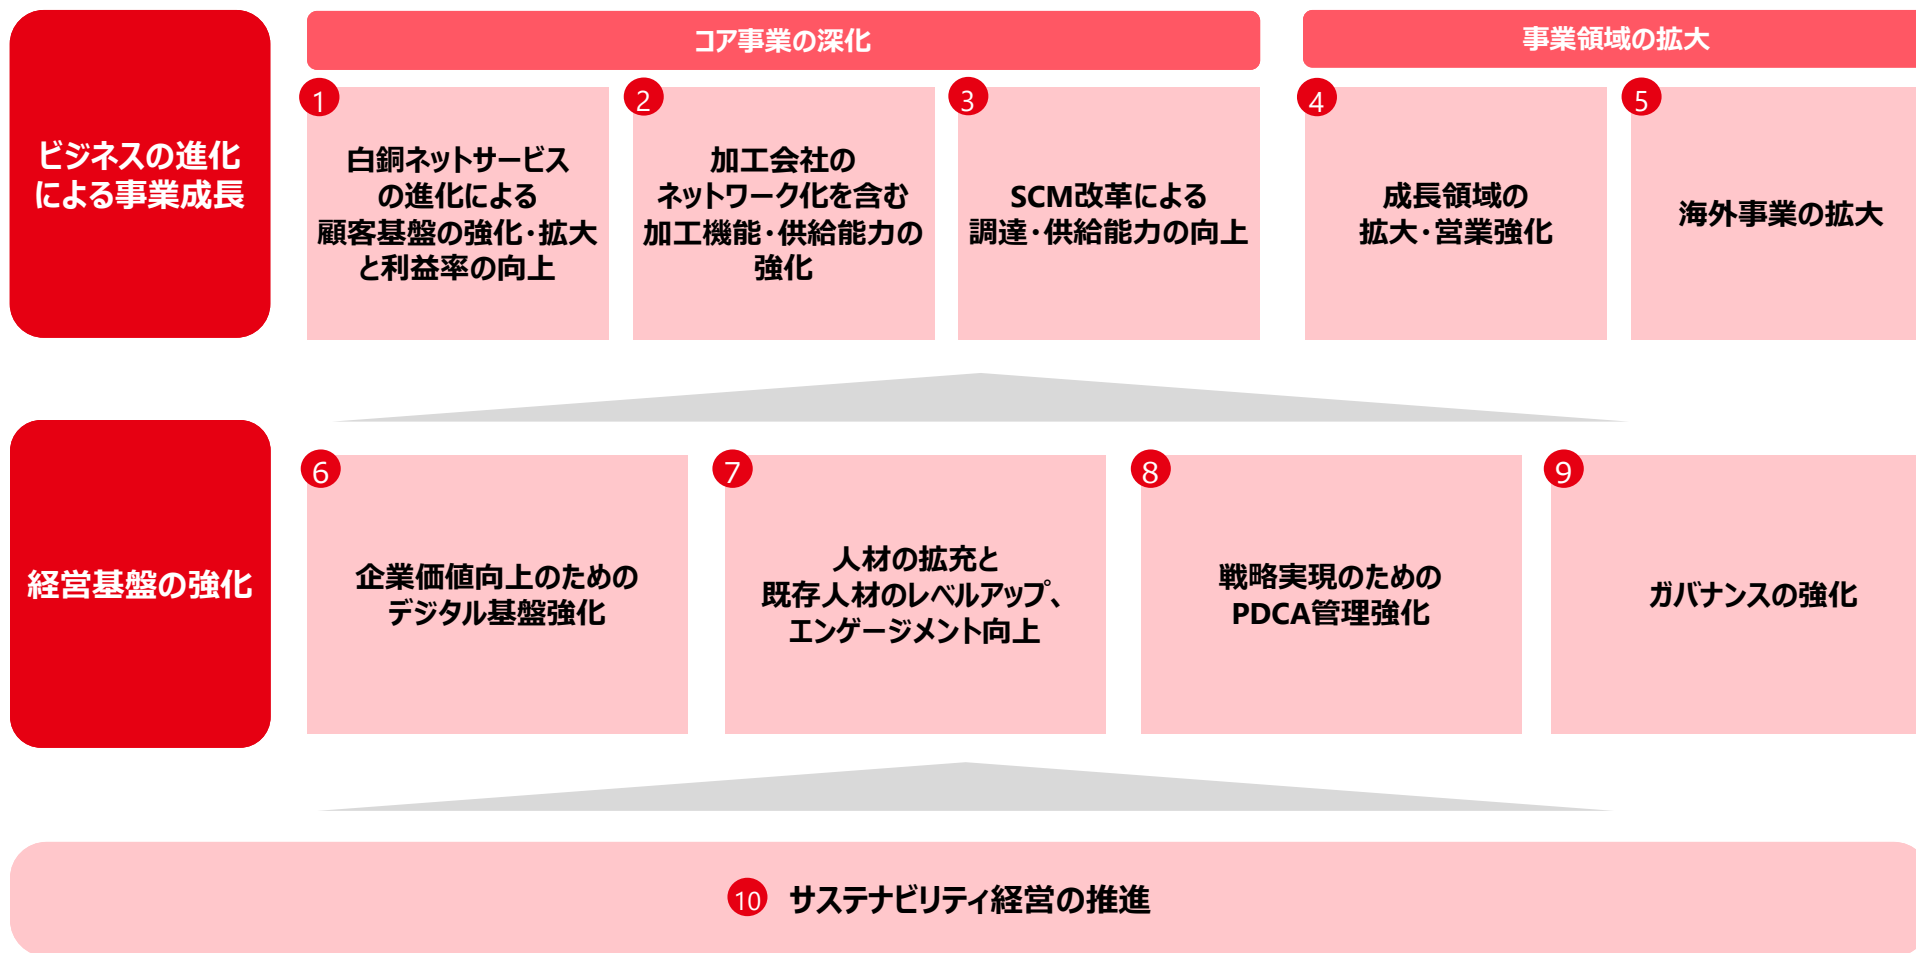 ビジネスの進化
による事業成長
コア事業の深化
事業領域の拡大
1
白銅ネットサービス
の進化による
顧客基盤の強化・拡大
と利益率の向上
2
加工会社の
ネットワーク化を含む
加工機能・供給能力の
強化
3
SCM改革による
調達・供給能力の向上
4
成長領域の
拡大・営業強化
5
海外事業の拡大
経営基盤の強化
6
企業価値向上のための
デジタル基盤強化
7
人材の拡充と
既存人材のレベルアップ、
エンゲージメント向上
8
戦略実現のための
PDCA管理強化
9
ガバナンスの強化
10 サステナビリティ経営の推進